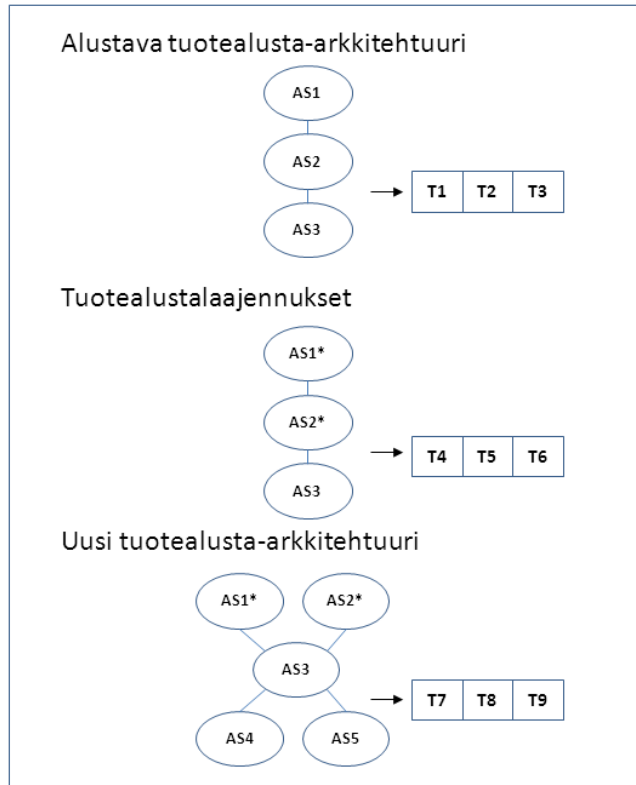 Alustava tuotealusta-arkkitehtuuri
AS1
AS2
T1 T2 T3
AS3
Tuotealustalaajennukset
AS1*
AS2*
T4 T5 T6
AS3
Uusi tuotealusta-arkkitehtuuri
AS1* AS2*
AS3
T7 T8 T9
AS4 AS5